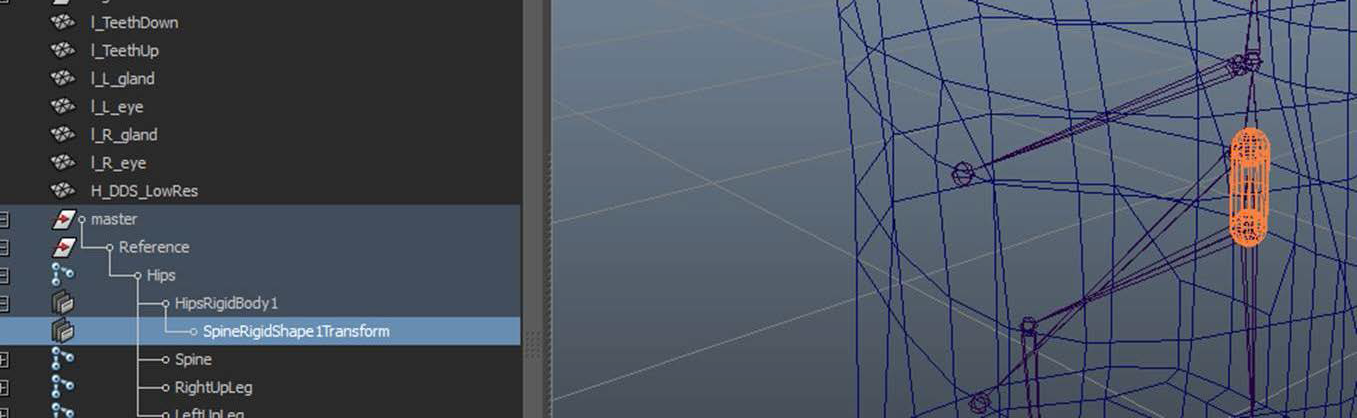 l_TeethDown
l_TeethUp
l_L_gland
l_L_eye
l_R_gland
l_R_eye
H_DDS_LowRes
master
Reference
Hips
HipsRigidBody1
SpineRigidShape1Transform
Spine
RightUpLeg
LeftUpLeg